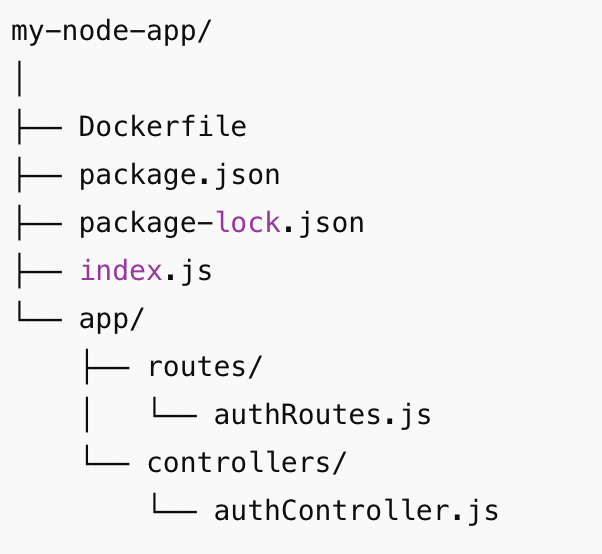 my-node-app/
│
├── Dockerfile
├── package.json
├── package-lock.json
├── index.js
└── app/
    ├── routes/
    │   └── authRoutes.js
    └── controllers/
        └── authController.js